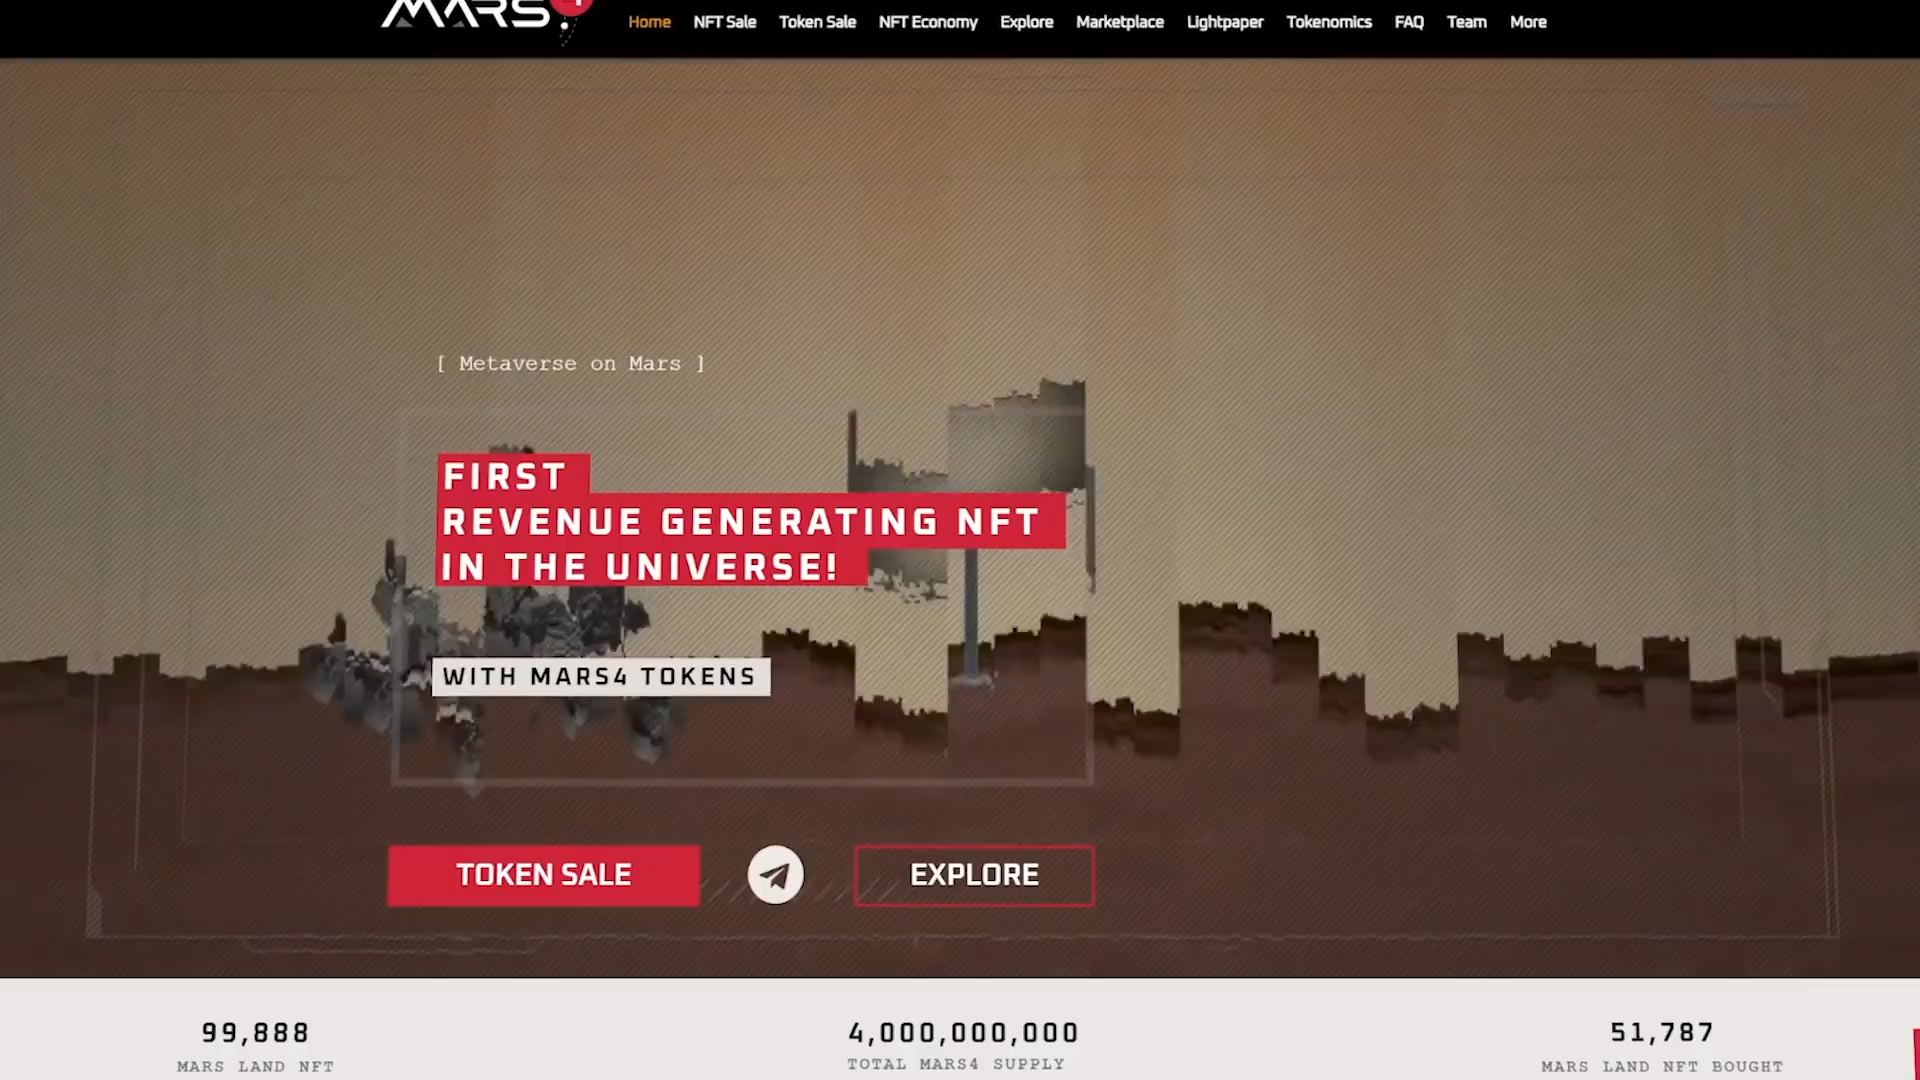 MARS4
Home NFT Sale Token Sale NFT Economy Explore Marketplace Lightpaper Tokenomics FAQ Team More
[ Metaverse on Mars ]
FIRST
REVENUE GENERATING NFT
IN THE UNIVERSE!
WITH MARS4 TOKENS
TOKEN SALE EXPLORE
99,888 4,000,000,000 51,787
MARS LAND NFT TOTAL MARS4 SUPPLY MARS LAND NFT BOUGHT